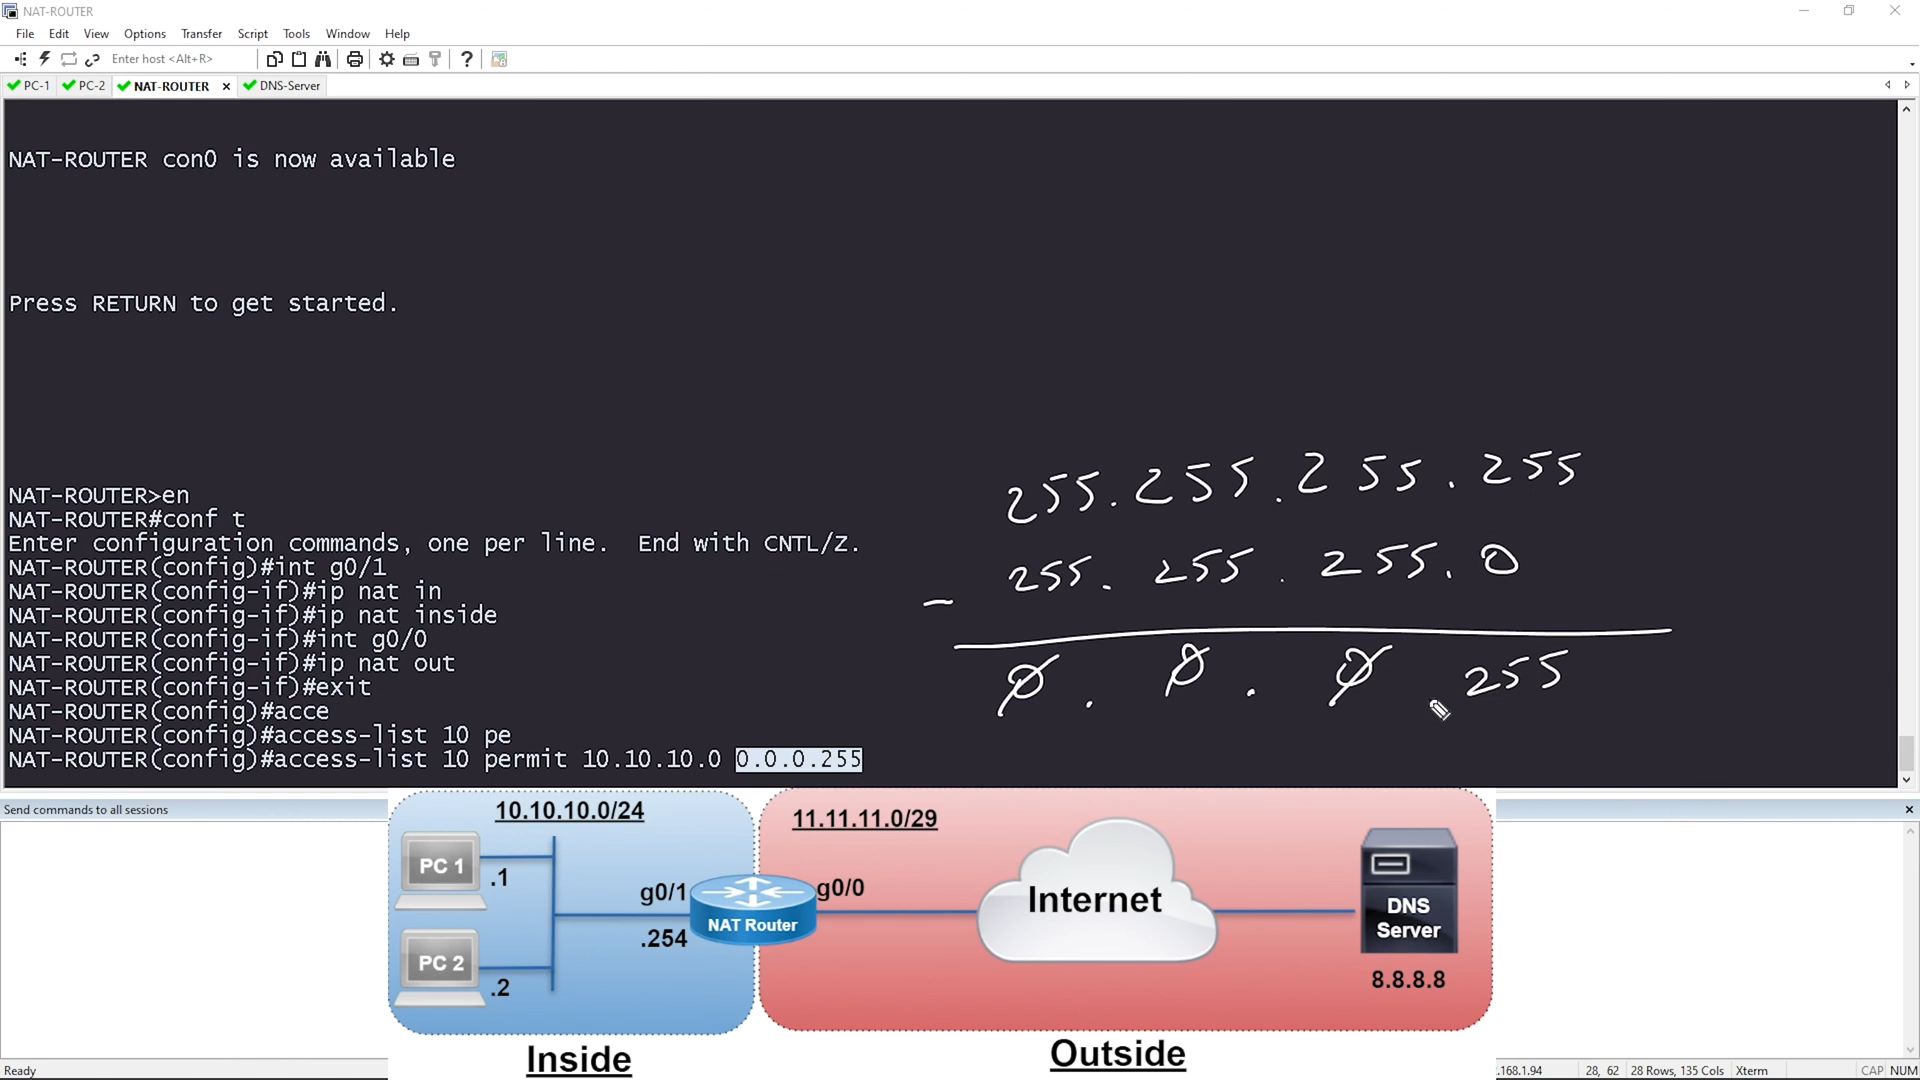 NAT-ROUTER
File Edit View Options Transfer Script Tools Window Help
Enter host <Alt+R>
PC-1 PC-2 NAT-ROUTER × DNS-Server
NAT-ROUTER con0 is now available
Press RETURN to get started.
NAT-ROUTER>en
NAT-ROUTER#conf t
Enter configuration commands, one per line.  End with CNTL/Z.
NAT-ROUTER(config)#int g0/1
NAT-ROUTER(config-if)#ip nat in
NAT-ROUTER(config-if)#ip nat inside
NAT-ROUTER(config-if)#int g0/0
NAT-ROUTER(config-if)#ip nat out
NAT-ROUTER(config-if)#exit
NAT-ROUTER(config)#acce
NAT-ROUTER(config)#access-list 10 pe
NAT-ROUTER(config)#access-list 10 permit 10.10.10.0 0.0.0.255
255.255.255.255
- 255.255.255.0
0.0.0.255
Send commands to all sessions
10.10.10.0/24
PC 1
.1
PC 2
.2
g0/1
.254
NAT Router
Inside
11.11.11.0/29
g0/0
Internet
DNS
Server
8.8.8.8
Outside
Ready
.168.1.94 28, 62 28 Rows, 135 Cols Xterm CAP NUM